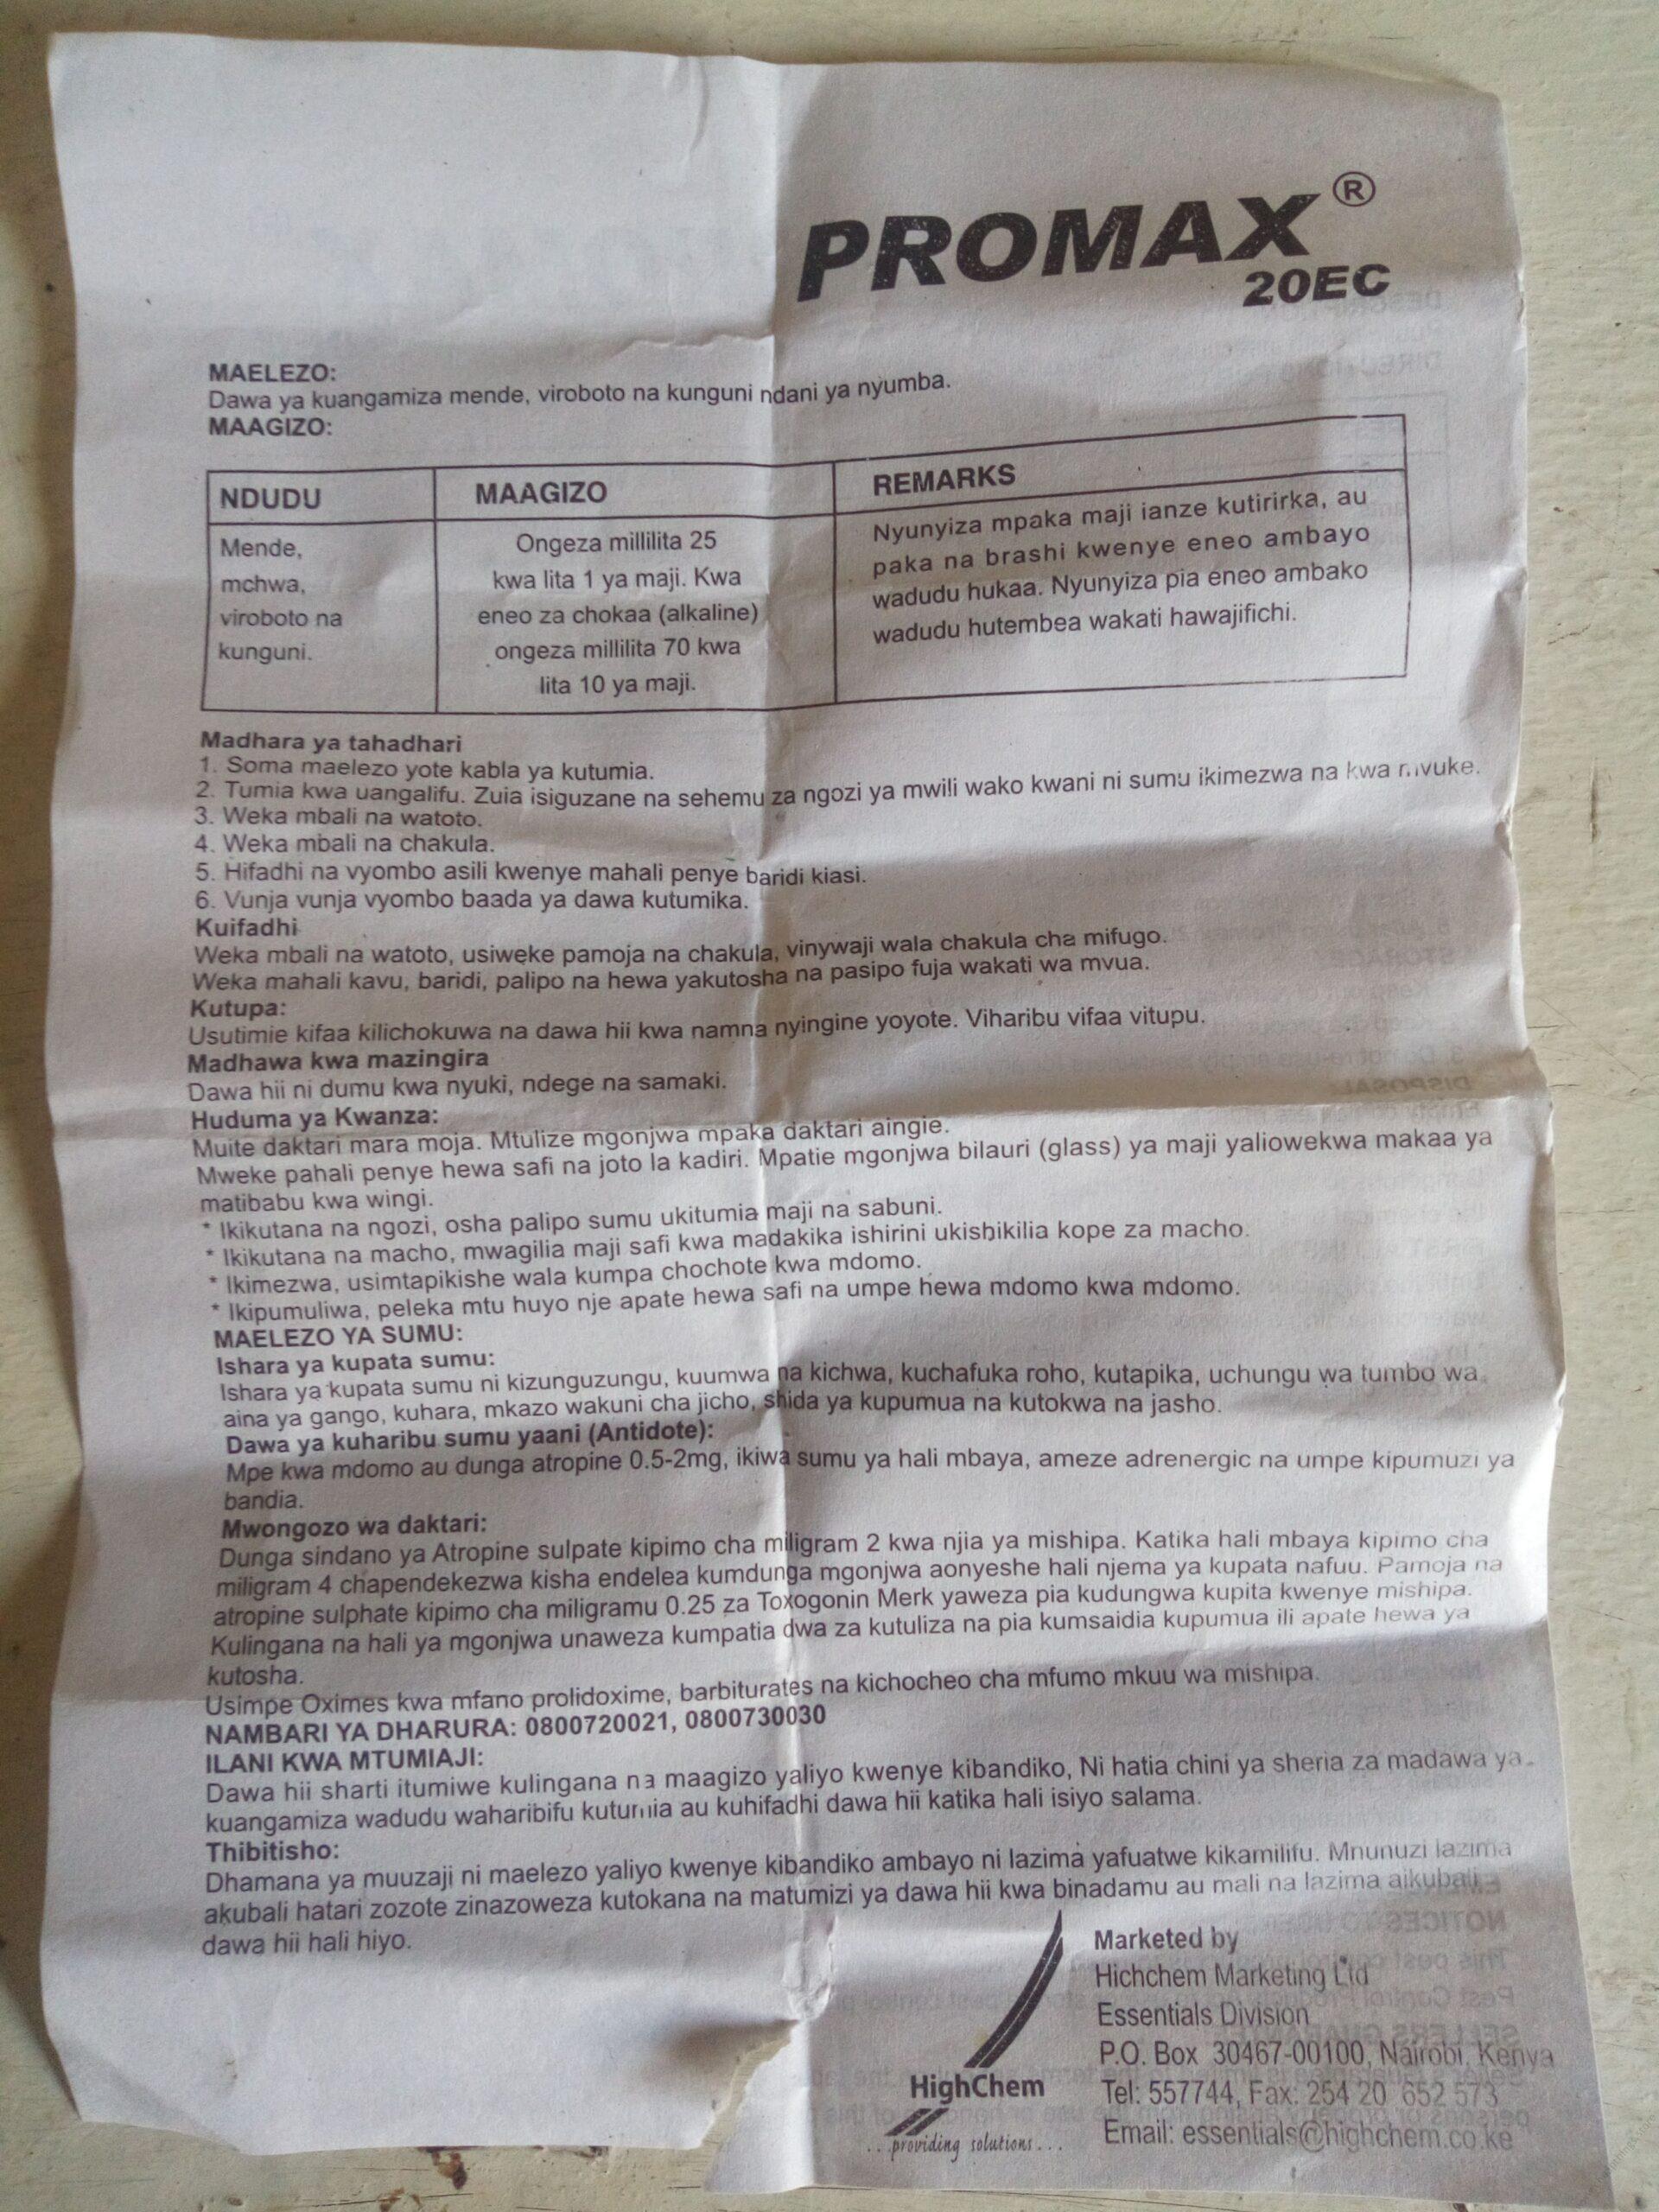 PROMAX®
20EC
MAELEZO:
Dawa ya kuangamiza mende, viroboto na kunguni ndani ya nyumba.
MAAGIZO:
NDUDU
Mende,
mchwa,
viroboto na
kunguni.
MAAGIZO
Ongeza millilita 25
kwa lita 1 ya maji. Kwa
eneo za chokaa (alkaline)
ongeza millilita 70 kwa
lita 10 ya maji.
REMARKS
Nyunyiza mpaka maji ianze kutirirka, au
paka na brashi kwenye eneo ambayo
wadudu hukaa. Nyunyiza pia eneo ambako
wadudu hutembea wakati hawajifichi.
Madhara ya tahadhari
1. Soma maelezo yote kabla ya kutumia.
2. Tumia kwa uangalifu. Zuia isiguzane na sehemu za ngozi ya mwili wako kwani ni sumu ikimezwa na kwa mvuke.
3. Weka mbali na watoto.
4. Weka mbali na chakula.
5. Hifadhi na vyombo asili kwenye mahali penye baridi kiasi.
6. Vunja vunja vyombo baada ya dawa kutumika.
Kuifadhi
Weka mbali na watoto, usiweke pamoja na chakula, vinywaji wala chakula cha mifugo.
Weka mahali kavu, baridi, palipo na hewa yakutosha na pasipo fuja wakati wa mvua.
Kutupa:
Usutimie kifaa kilichokuwa na dawa hii kwa namna nyingine yoyote. Viharibu vifaa vitupu.
Madhawa kwa mazingira
Dawa hii ni dumu kwa nyuki, ndege na samaki.
Huduma ya Kwanza:
Muite daktari mara moja. Mtulize mgonjwa mpaka daktari aingie.
Mweke pahali penye hewa safi na joto la kadiri. Mpatie mgonjwa bilauri (glass) ya maji yaliowekwa makaa ya
matibabu kwa wingi.
* Ikikutana na ngozi, osha palipo sumu ukitumia maji na sabuni.
* Ikikutana na macho, mwagilia maji safi kwa madakika ishirini ukishikilia kope za macho.
* Ikimezwa, usimtapikishe wala kumpa chochote kwa mdomo.
* Ikipumuliwa, peleka mtu huyo nje apate hewa safi na umpe hewa mdomo kwa mdomo.
MAELEZO YA SUMU:
Ishara ya kupata sumu:
Ishara ya kupata sumu ni kizunguzungu, kuumwa na kichwa, kuchafuka roho, kutapika, uchungu wa tumbo wa
aina ya gango, kuhara, mkazo wakuni cha jicho, shida ya kupumua na kutokwa na jasho.
Dawa ya kuharibu sumu yaani (Antidote):
Mpe kwa mdomo au dunga atropine 0.5-2mg, ikiwa sumu ya hali mbaya, ameze adrenergic na umpe kipumuzi ya
bandia.
Mwongozo wa daktari:
Dunga sindano ya Atropine sulpate kipimo cha miligram 2 kwa njia ya mishipa. Katika hali mbaya kipimo cha
miligram 4 chapendekezwa kisha endelea kumdunga mgonjwa aonyeshe hali njema ya kupata nafuu. Pamoja na
atropine sulphate kipimo cha miligramu 0.25 za Toxogonin Merk yaweza pia kudungwa kupita kwenye mishipa.
Kulingana na hali ya mgonjwa unaweza kumpatia dwa za kutuliza na pia kumsaidia kupumua ili apate hewa ya
kutosha.
Usimpe Oximes kwa mfano prolidoxime, barbiturates na kichocheo cha mfumo mkuu wa mishipa.
NAMBARI YA DHARURA: 0800720021, 0800730030
ILANI KWA MTUMIAJI:
Dawa hii sharti itumiwe kulingana na maagizo yaliyo kwenye kibandiko, Ni hatia chini ya sheria za madawa ya
kuangamiza wadudu waharibifu kutumia au kuhifadhi dawa hii katika hali isiyo salama.
Thibitisho:
Dhamana ya muuzaji ni maelezo yaliyo kwenye kibandiko ambayo ni lazima yafuatwe kikamilifu. Mnunuzi lazima
akubali hatari zozote zinazoweza kutokana na matumizi ya dawa hii kwa binadamu au mali na lazima aikubali
dawa hii hali hiyo.
HighChem
...providing solutions...
Marketed by
Hichchem Marketing Ltd
Essentials Division
P.O. Box 30467-00100, Nairobi, Kenya
Tel: 557744, Fax: 254 20 652 573
Email: essentials@highchem.co.ke